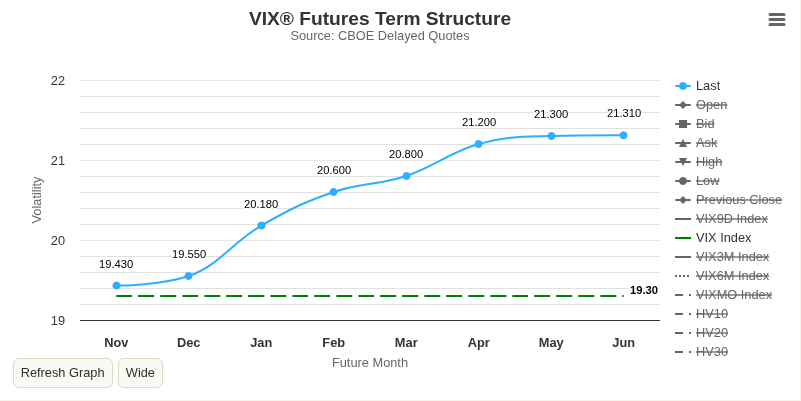 VIX® Futures Term Structure
Source: CBOE Delayed Quotes
22
21
20
19
Volatility
19.430
19.550
20.180
20.600
20.800
21.200
21.300
21.310
19.30
Nov
Dec
Jan
Feb
Mar
Apr
May
Jun
Future Month
Last
Open
Bid
Ask
High
Low
Previous Close
VIX9D Index
VIX Index
VIX3M Index
VIX6M Index
VIXMO Index
HV10
HV20
HV30
Refresh Graph
Wide